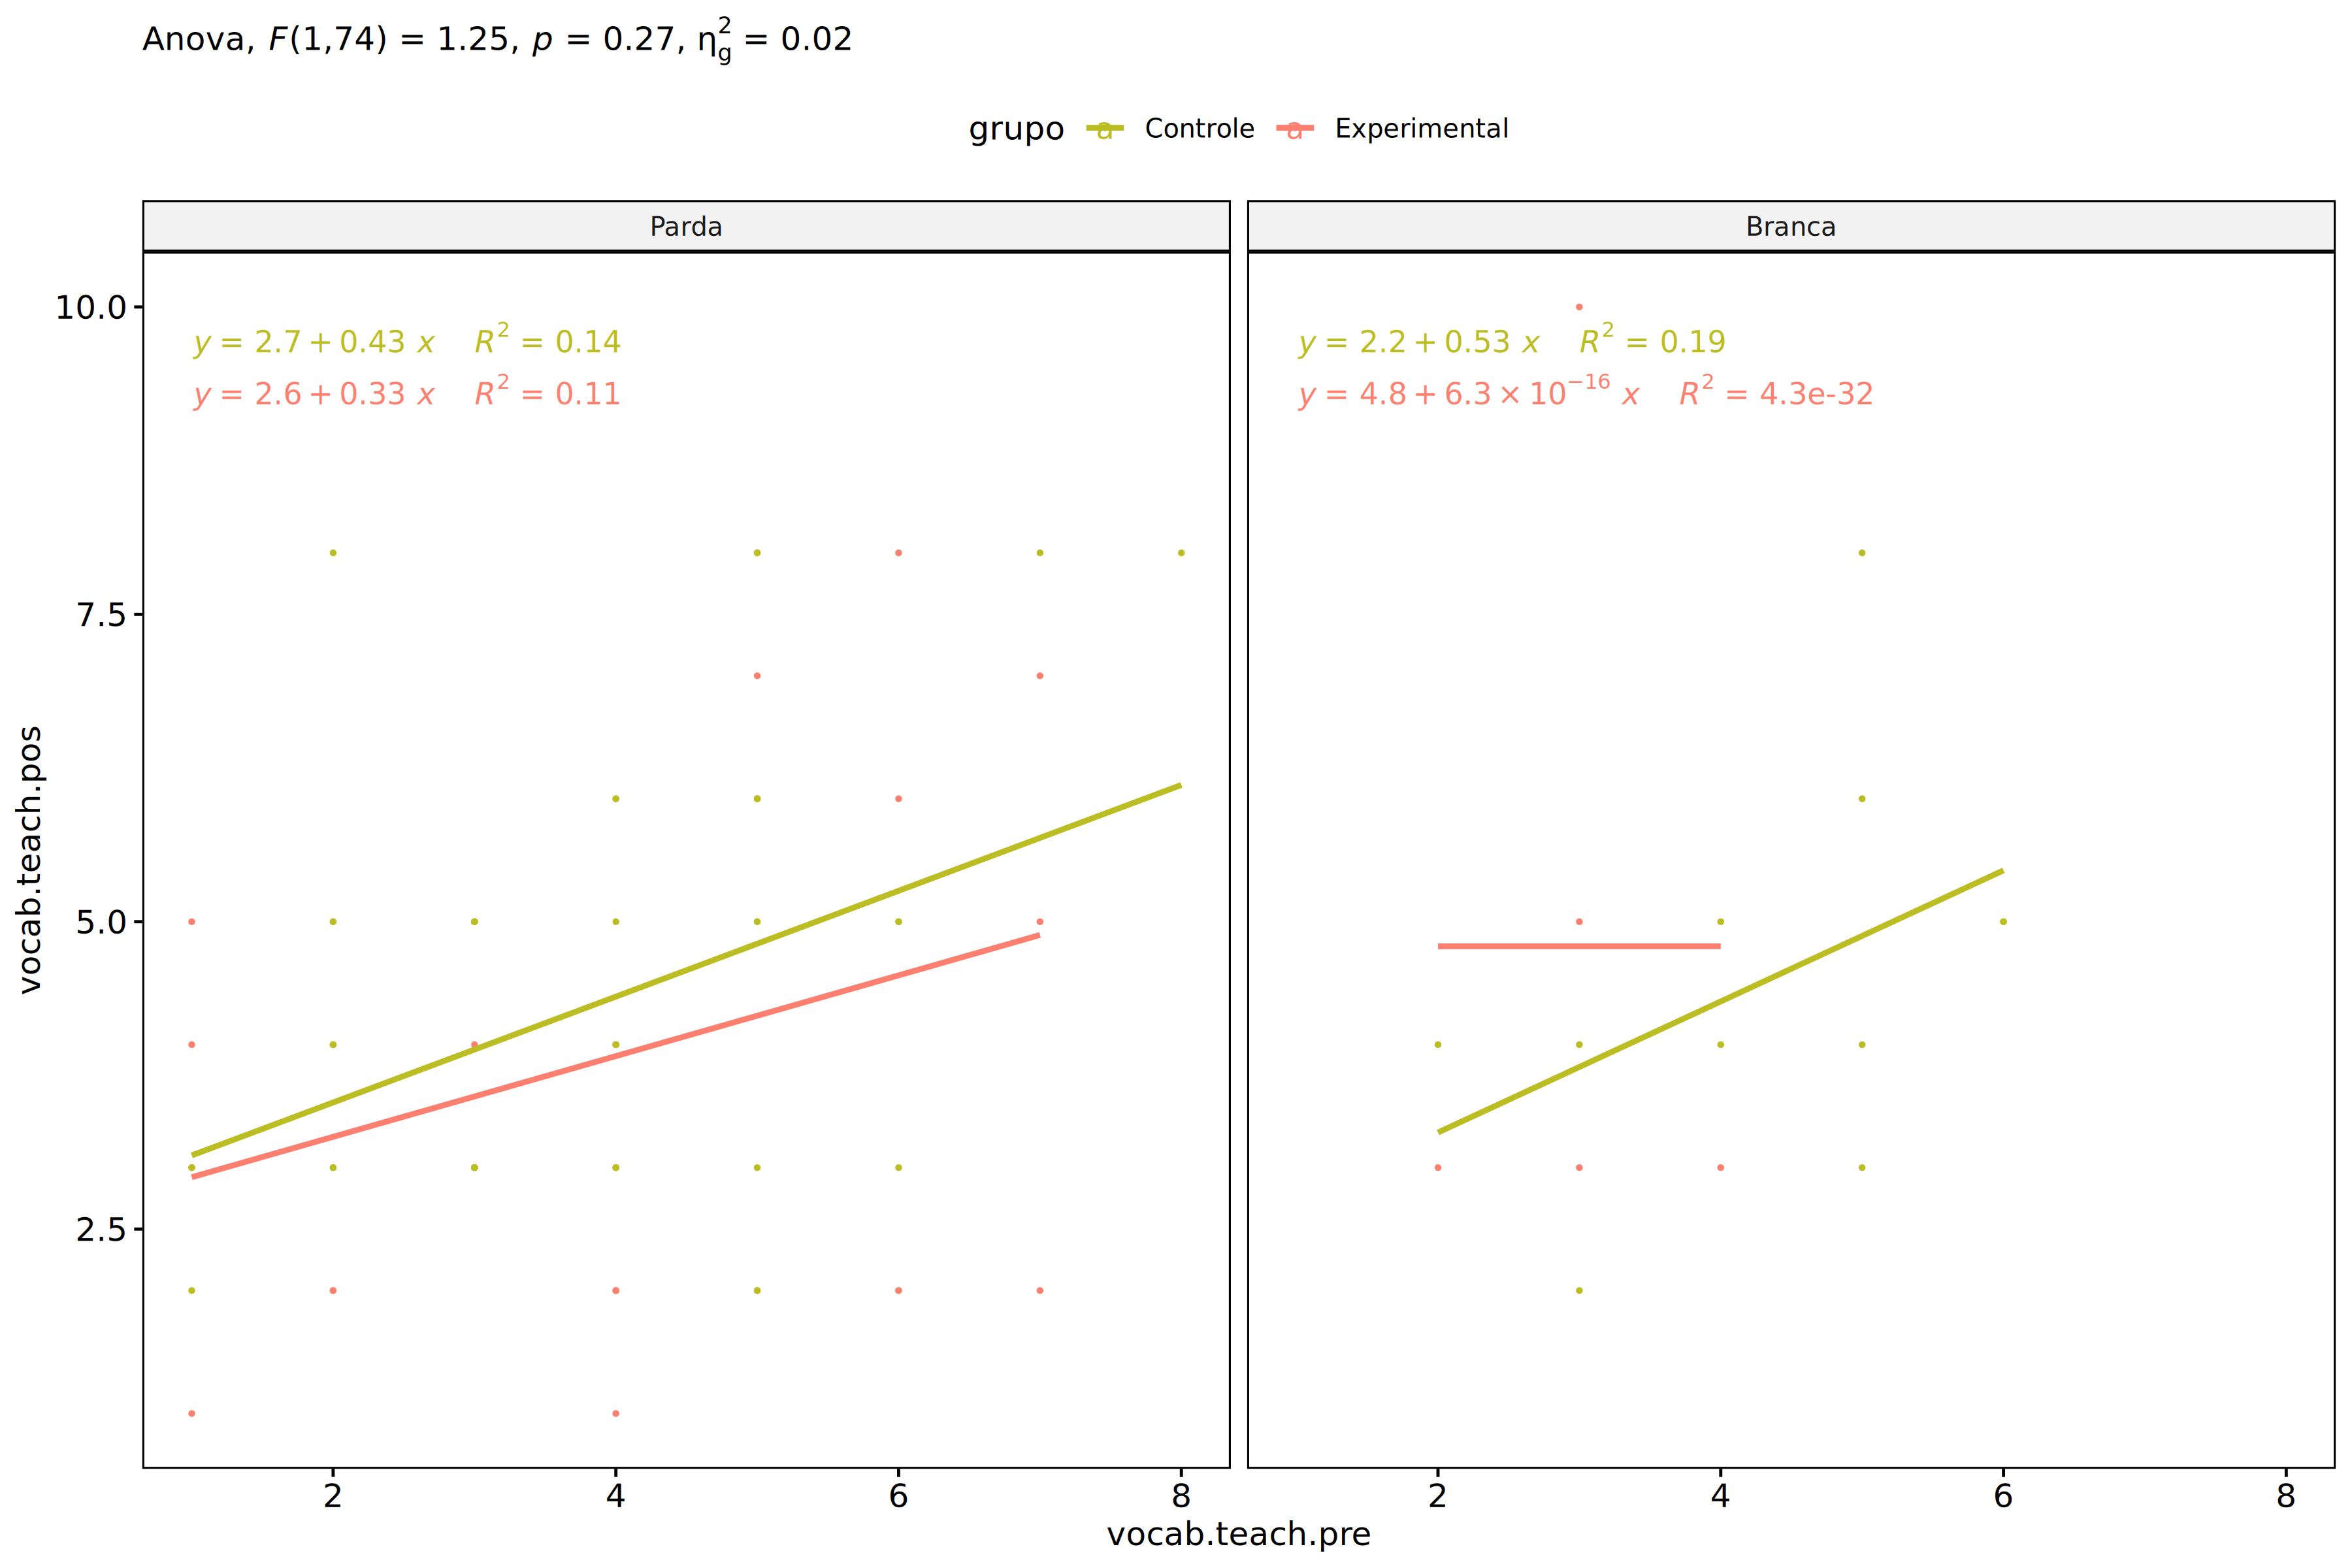 Anova, F(1,74) = 1.25, p = 0.27, η²g = 0.02
grupo a Controle a Experimental
Parda
Branca
y = 2.7 + 0.43 x R² = 0.14
y = 2.6 + 0.33 x R² = 0.11
y = 2.2 + 0.53 x R² = 0.19
y = 4.8 + 6.3 × 10⁻¹⁶ x R² = 4.3e-32
10.0
7.5
5.0
2.5
vocab.teach.pos
2 4 6 8
2 4 6 8
vocab.teach.pre